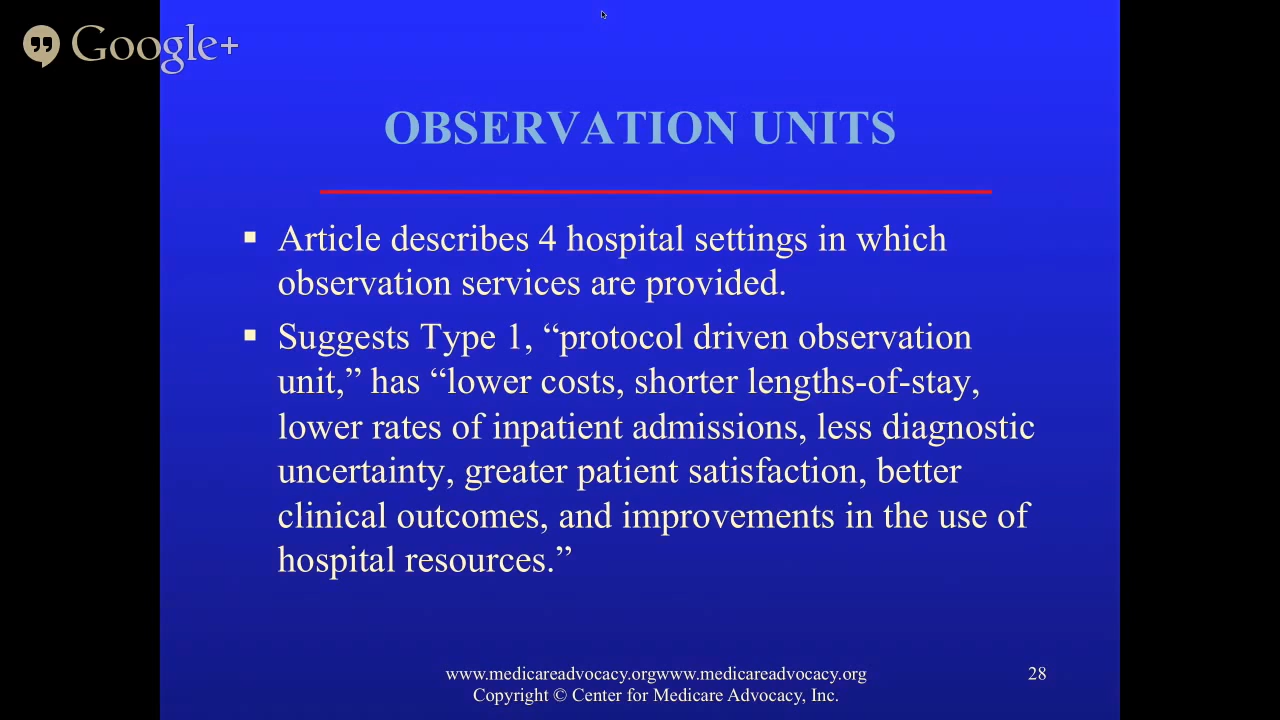 Google+
OBSERVATION UNITS
▪ Article describes 4 hospital settings in which
observation services are provided.
▪ Suggests Type 1, “protocol driven observation
unit,” has “lower costs, shorter lengths-of-stay,
lower rates of inpatient admissions, less diagnostic
uncertainty, greater patient satisfaction, better
clinical outcomes, and improvements in the use of
hospital resources.”
www.medicareadvocacy.orgwww.medicareadvocacy.org
28
Copyright © Center for Medicare Advocacy, Inc.